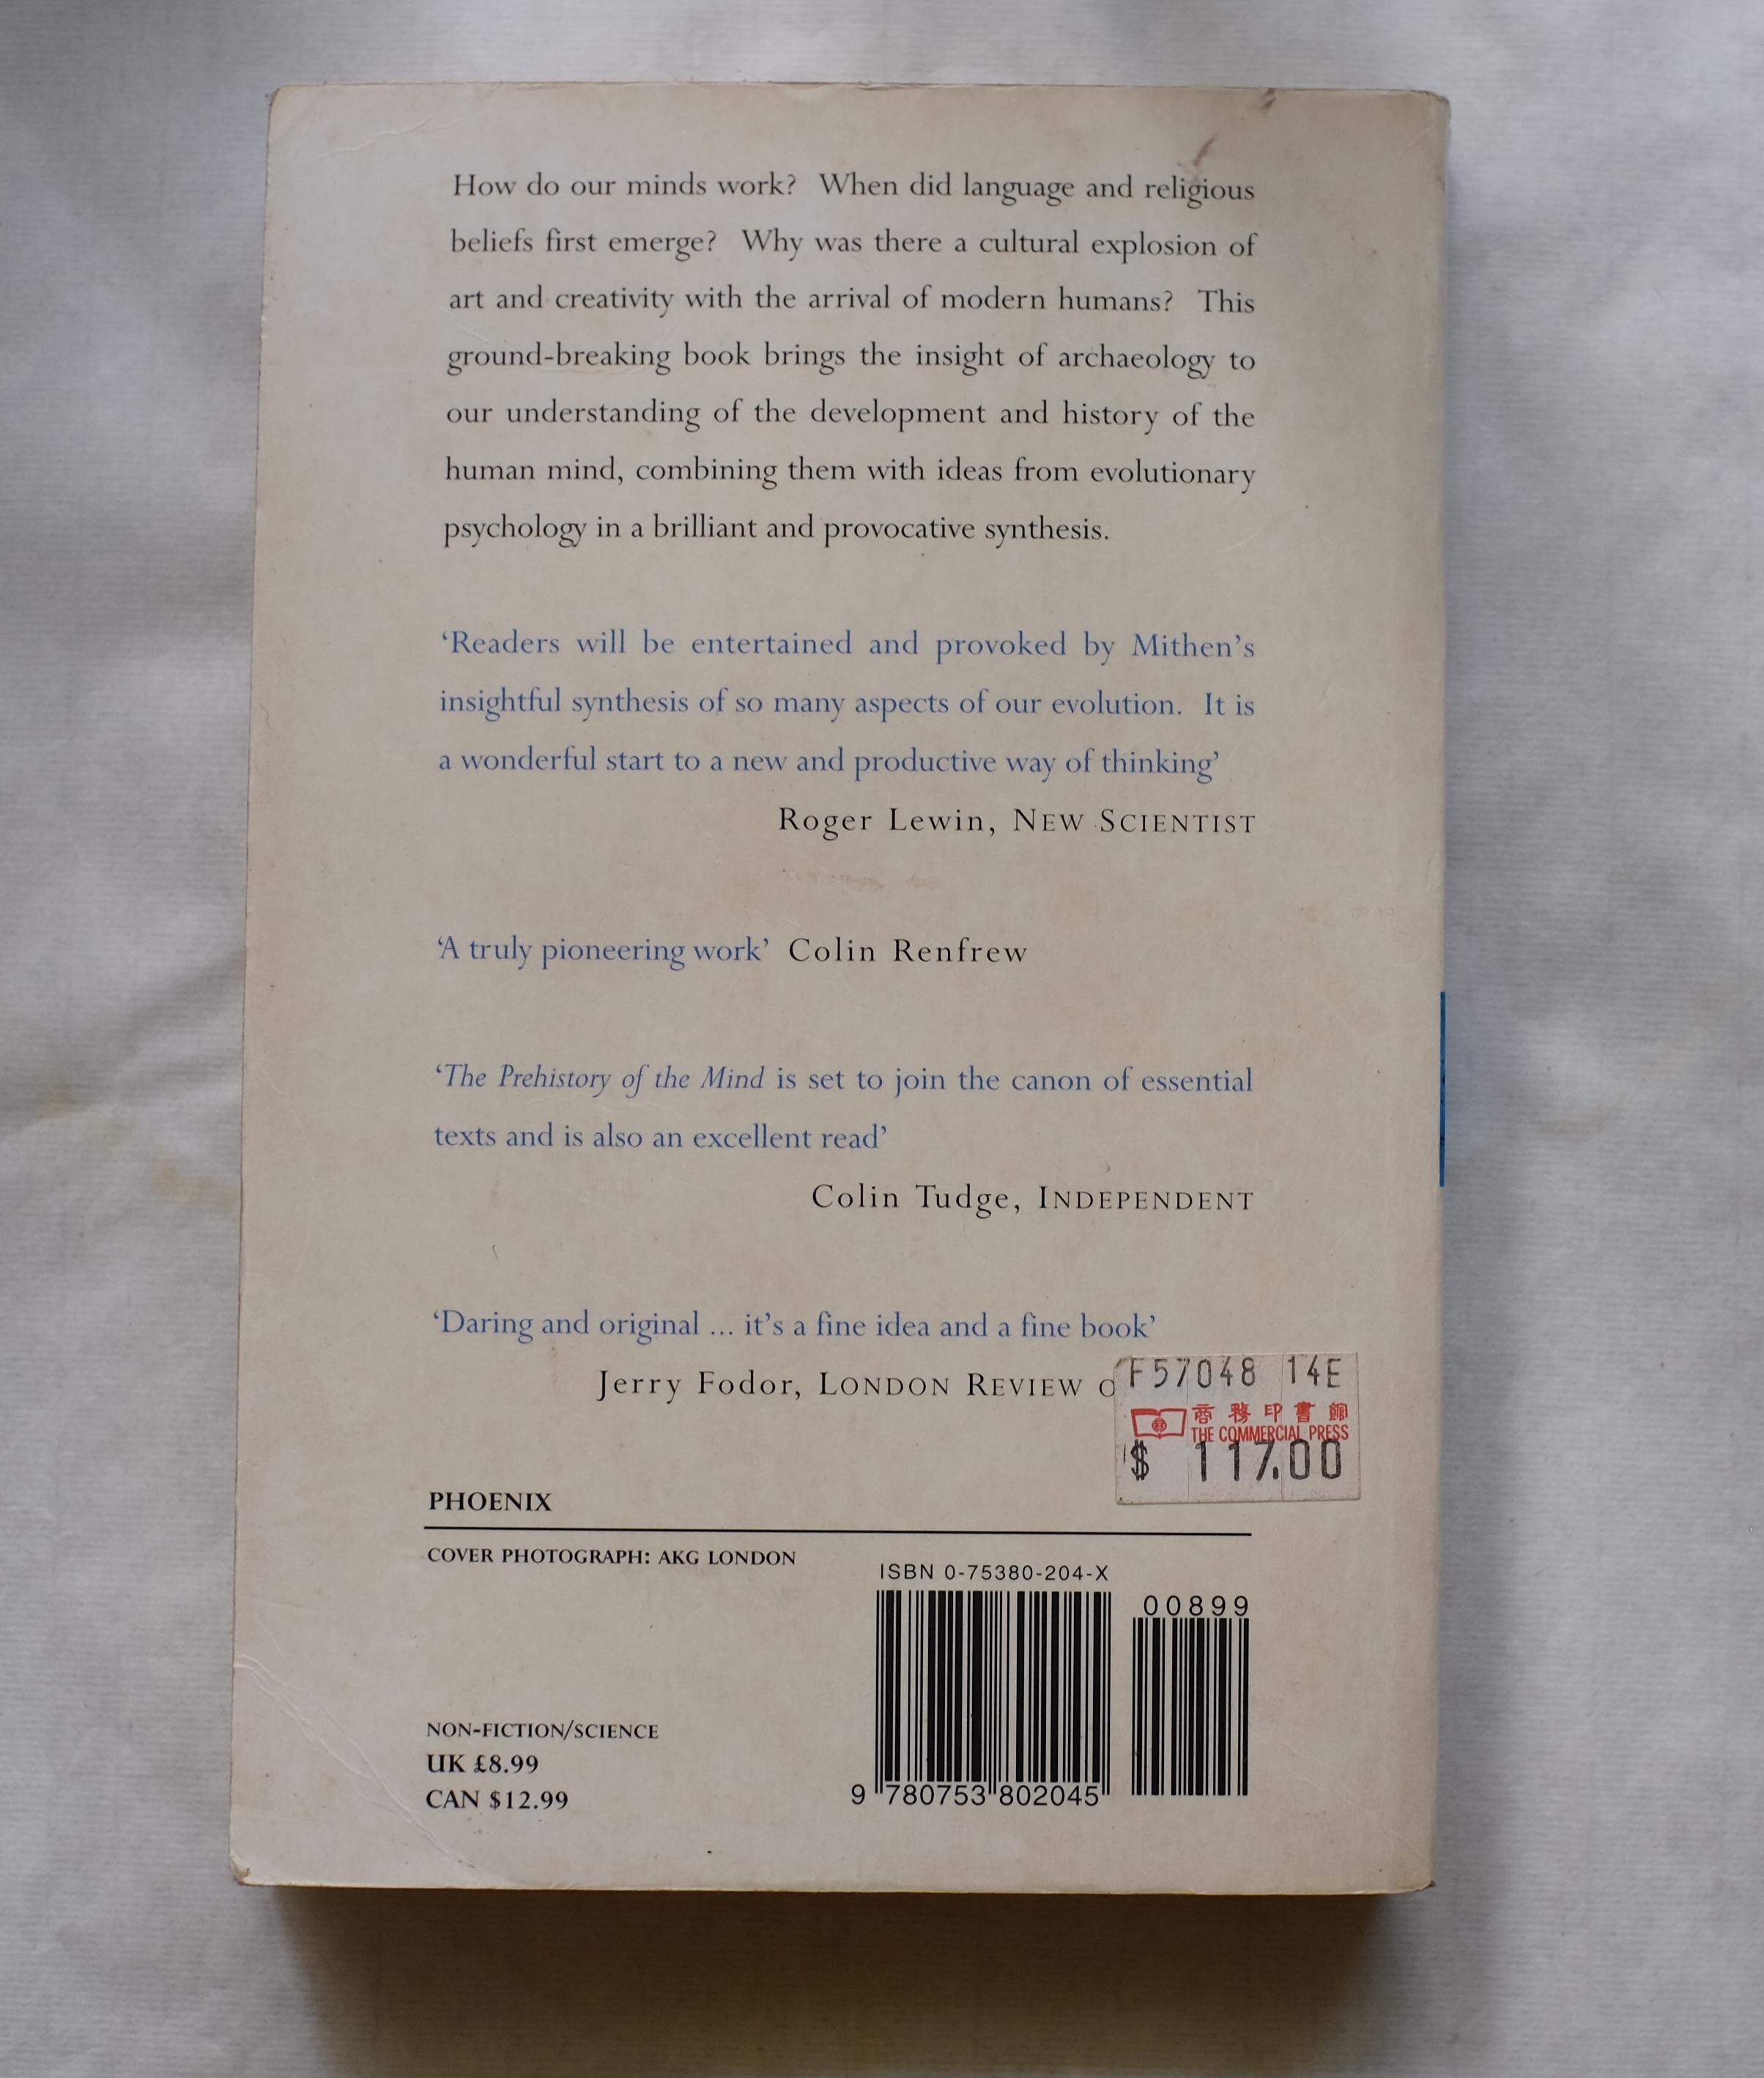 How do our minds work? When did language and religious
beliefs first emerge? Why was there a cultural explosion of
art and creativity with the arrival of modern humans? This
ground-breaking book brings the insight of archaeology to
our understanding of the development and history of the
human mind, combining them with ideas from evolutionary
psychology in a brilliant and provocative synthesis.
‘Readers will be entertained and provoked by Mithen’s
insightful synthesis of so many aspects of our evolution. It is
a wonderful start to a new and productive way of thinking’
Roger Lewin, NEW SCIENTIST
‘A truly pioneering work’ Colin Renfrew
‘The Prehistory of the Mind is set to join the canon of essential
texts and is also an excellent read’
Colin Tudge, INDEPENDENT
‘Daring and original ... it’s a fine idea and a fine book’
Jerry Fodor, LONDON REVIEW O
F57048 14E
商務印書館
THE COMMERCIAL PRESS
$ 117.00
PHOENIX
COVER PHOTOGRAPH: AKG LONDON
ISBN 0-75380-204-X
00899
9 780753 802045
NON-FICTION/SCIENCE
UK £8.99
CAN $12.99